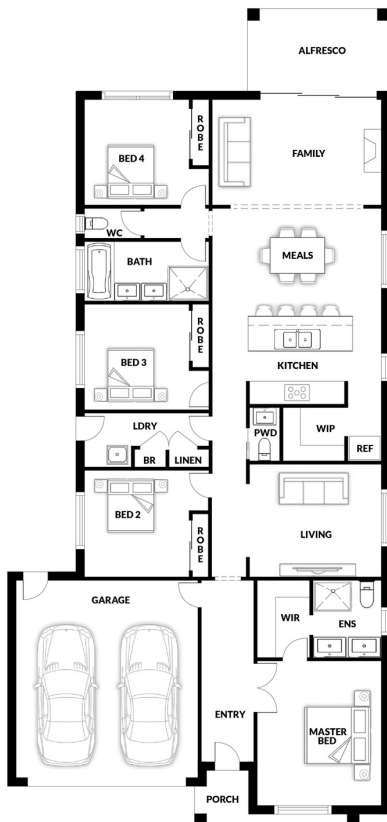 ALFRESCO
ROBE
BED 4
FAMILY
WC
BATH
MEALS
ROBE
BED 3
KITCHEN
LDRY
PWD
WIP
BR
LINEN
REF
BED 2
ROBE
LIVING
GARAGE
WIR
ENS
ENTRY
MASTER
BED
PORCH